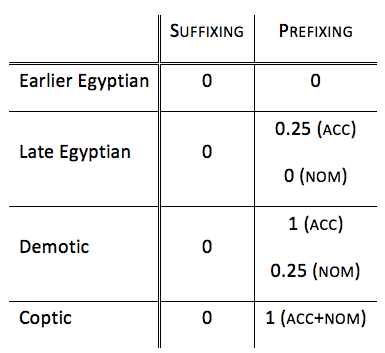 SUFFIXING PREFIXING
Earlier Egyptian 0 0
0.25 (ACC)
Late Egyptian 0
0 (NOM)
1 (ACC)
Demotic 0
0.25 (NOM)
Coptic 0 1 (ACC+NOM)